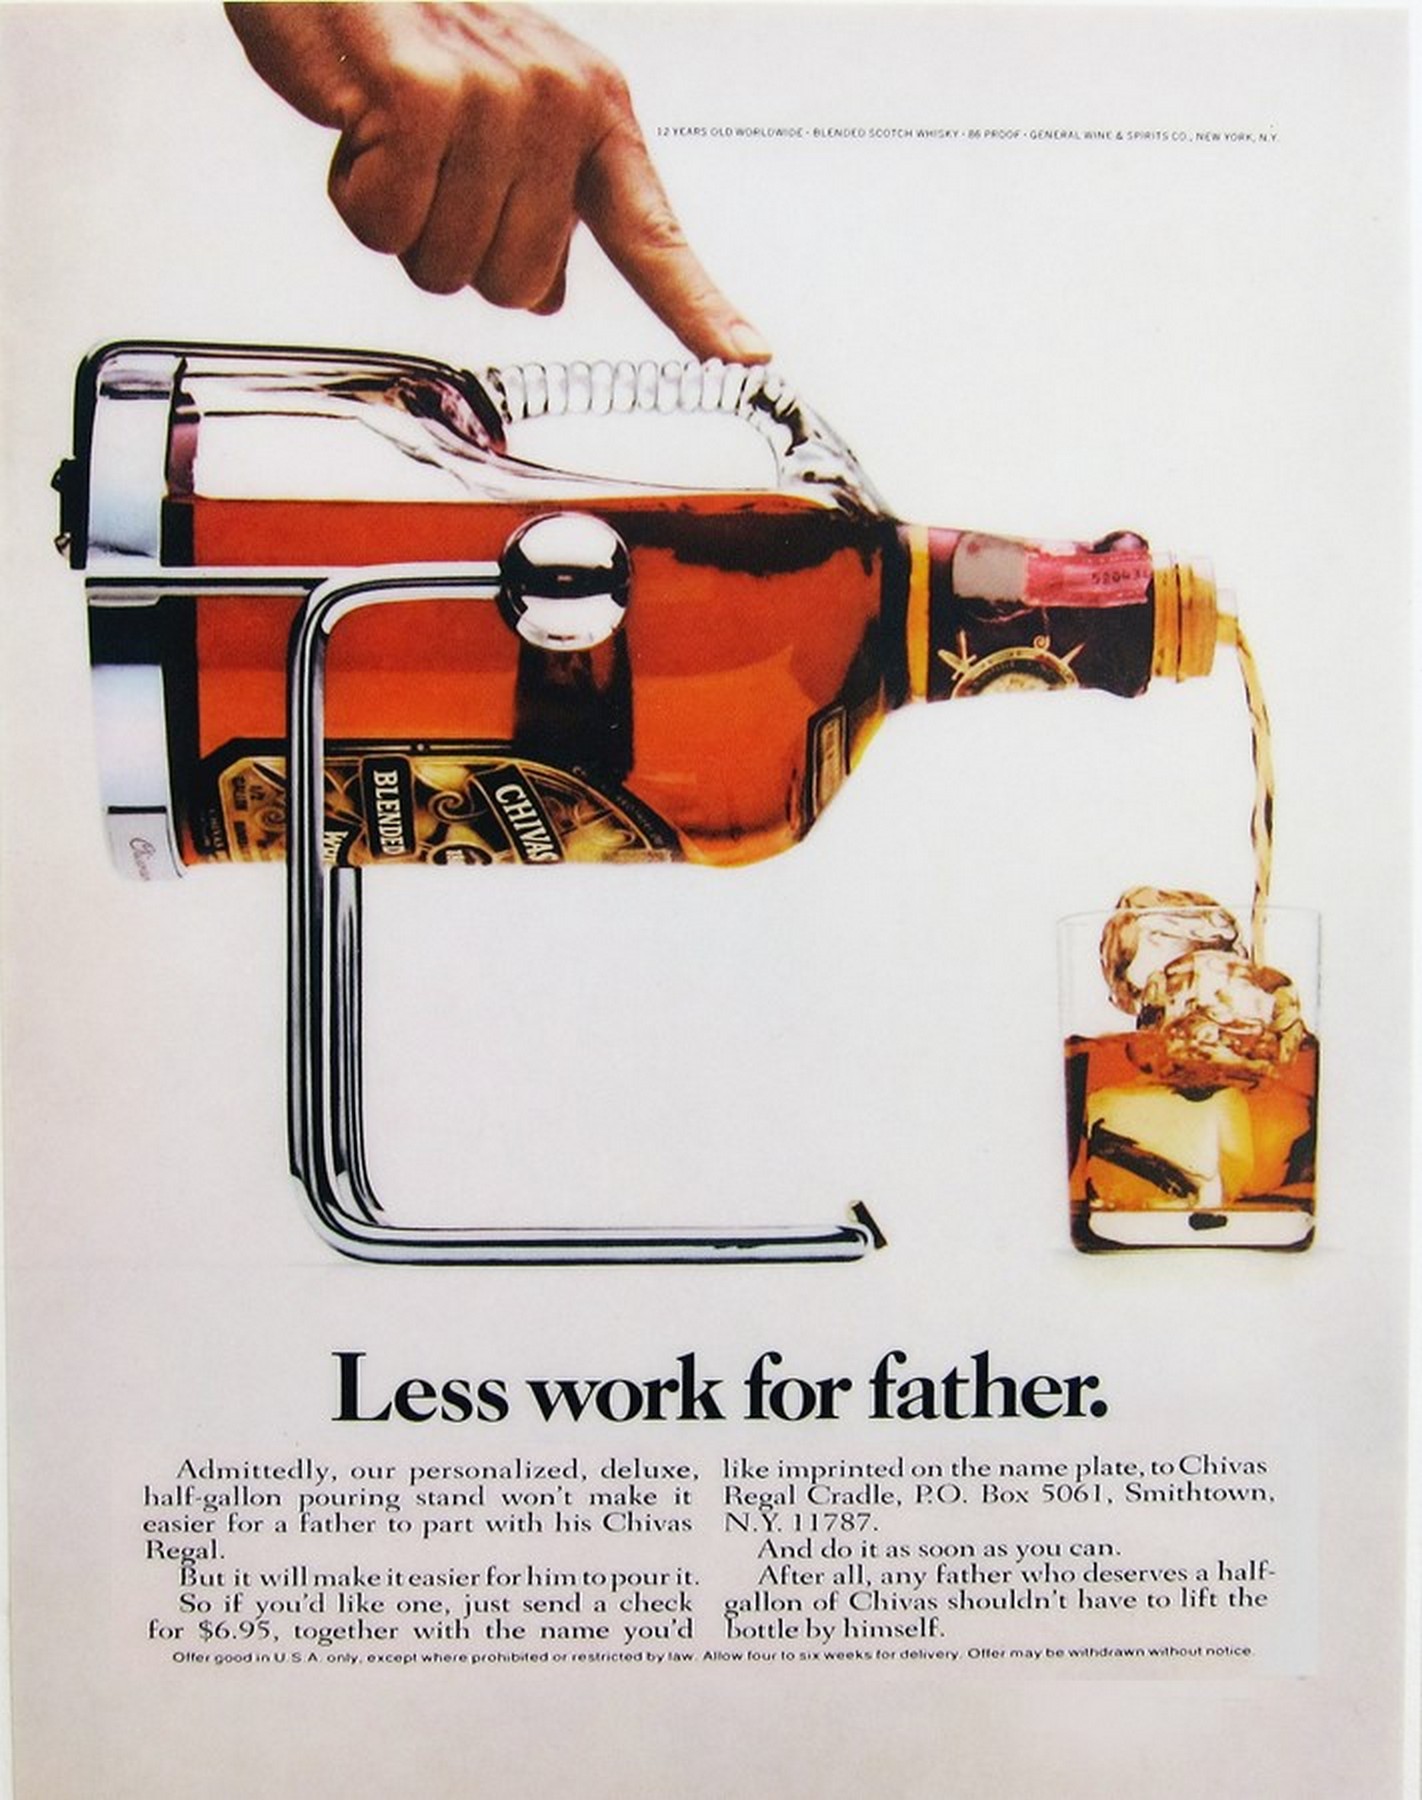 12 YEARS OLD WORLDWIDE • BLENDED SCOTCH WHISKY • 86 PROOF • GENERAL WINE & SPIRITS CO., NEW YORK, N.Y.
CHIVAS
BLENDED
Less work for father.
Admittedly, our personalized, deluxe,
half-gallon pouring stand won't make it
easier for a father to part with his Chivas
Regal.
But it will make it easier for him to pour it.
So if you'd like one, just send a check
for $6.95, together with the name you'd
like imprinted on the name plate, to Chivas
Regal Cradle, P.O. Box 5061, Smithtown,
N.Y. 11787.
And do it as soon as you can.
After all, any father who deserves a half-
gallon of Chivas shouldn't have to lift the
bottle by himself.
Offer good in U.S.A. only, except where prohibited or restricted by law. Allow four to six weeks for delivery. Offer may be withdrawn without notice.